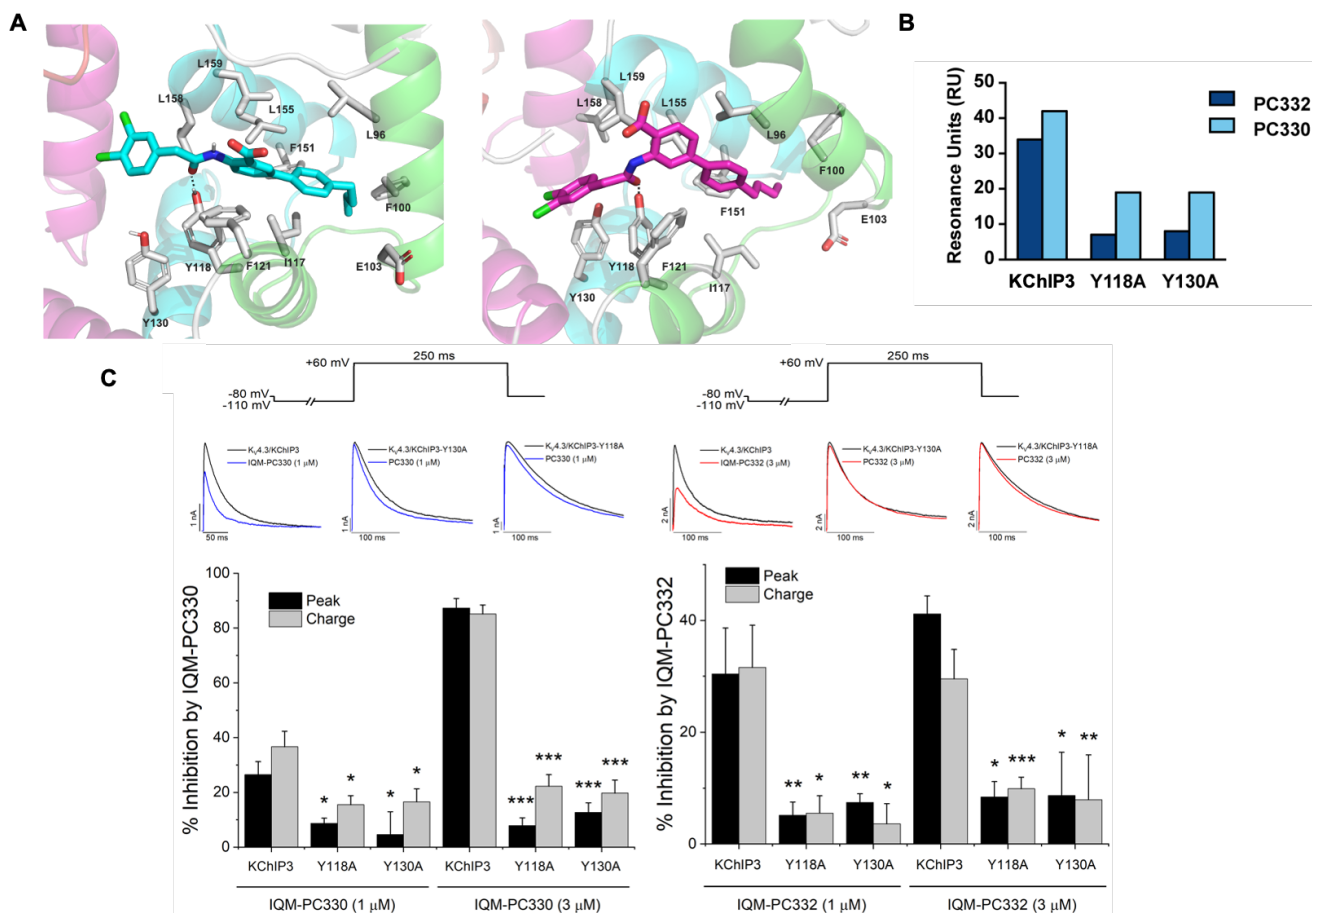 A
L159
L158
L155
L96
F151
F100
Y118
F121
I117
E103
Y130
L159
L158
L155
L96
F100
F151
E103
Y118
F121
I117
Y130
B
Resonance Units (RU)
50
40
30
20
10
0
KChIP3
Y118A
Y130A
PC332
PC330
C
+60 mV
250 ms
-80 mV
-110 mV
+60 mV
250 ms
-80 mV
-110 mV
KV4.3/KChIP3
IQM-PC330 (1 μM)
1 nA
50 ms
KV4.3/KChIP3-Y130A
PC330 (1 μM)
1 nA
100 ms
KV4.3/KChIP3-Y118A
PC330 (1 μM)
1 nA
100 ms
KV4.3/KChIP3
IQM-PC332 (3 μM)
2 nA
100 ms
KV4.3/KChIP3-Y130A
PC332 (3 μM)
2 nA
100 ms
KV4.3/KChIP3-Y118A
PC332 (3 μM)
2 nA
100 ms
% Inhibition by IQM-PC330
100
80
60
40
20
0
Peak
Charge
* * * * *** *** *** ***
KChIP3 Y118A Y130A KChIP3 Y118A Y130A
IQM-PC330 (1 μM) IQM-PC330 (3 μM)
% Inhibition by IQM-PC332
40
20
0
Peak
Charge
** * ** * * *** * **
KChIP3 Y118A Y130A KChIP3 Y118A Y130A
IQM-PC332 (1 μM) IQM-PC332 (3 μM)